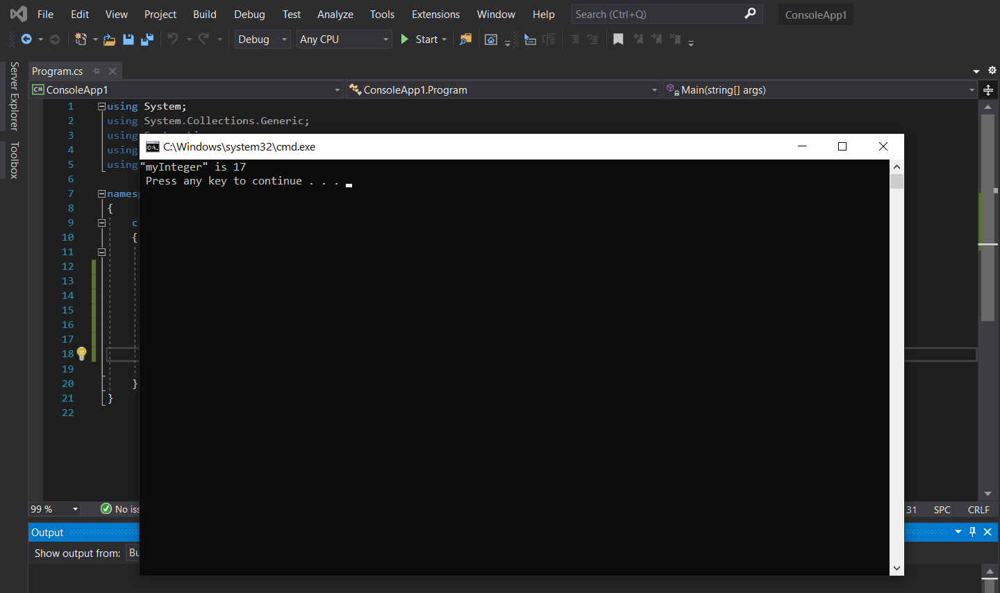 File Edit View Project Build Debug Test Analyze Tools Extensions Window Help Search (Ctrl+Q) ConsoleApp1
Debug Any CPU Start
Server Explorer
Toolbox
Program.cs
C# ConsoleApp1 ConsoleApp1.Program Main(string[] args)
1 using System;
2 using System.Collections.Generic;
3 using
4 using
5 using
6
7 namesp
8 {
9 c
10 {
11
12
13
14
15
16
17
18
19
20 }
21 }
22
C:\Windows\system32\cmd.exe
"myInteger" is 17
Press any key to continue . . .
99 % No iss 31 SPC CRLF
Output
Show output from: Bu